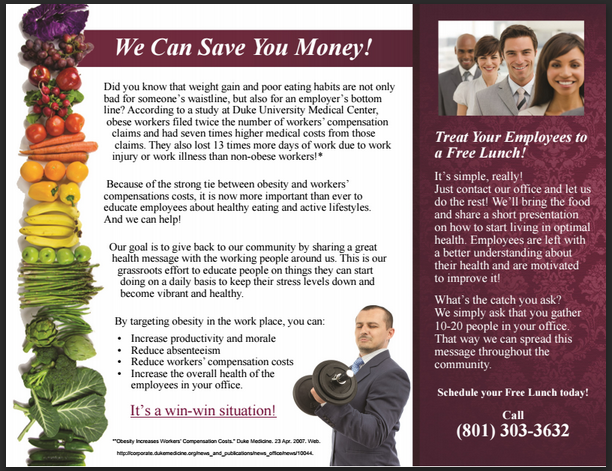 We Can Save You Money!
Did you know that weight gain and poor eating habits are not only
bad for someone's waistline, but also for an employer's bottom
line? According to a study at Duke University Medical Center,
obese workers filed twice the number of workers' compensation
claims and had seven times higher medical costs from those
claims. They also lost 13 times more days of work due to work
injury or work illness than non-obese workers!*
Because of the strong tie between obesity and workers'
compensations costs, it is now more important than ever to
educate employees about healthy eating and active lifestyles.
And we can help!
Our goal is to give back to our community by sharing a great
health message with the working people around us. This is our
grassroots effort to educate people on things they can start
doing on a daily basis to keep their stress levels down and
become vibrant and healthy.
By targeting obesity in the work place, you can:
• Increase productivity and morale
• Reduce absenteeism
• Reduce workers' compensation costs
• Increase the overall health of the
employees in your office.
It's a win-win situation!
*"Obesity Increases Workers' Compensation Costs." Duke Medicine. 23 Apr. 2007. Web.
http://corporate.dukemedicine.org/news_and_publications/news_office/news/10044.
Treat Your Employees to
a Free Lunch!
It's simple, really!
Just contact our office and let us
do the rest! We'll bring the food
and share a short presentation
on how to start living in optimal
health. Employees are left with
a better understanding about
their health and are motivated
to improve it!
What's the catch you ask?
We simply ask that you gather
10-20 people in your office.
That way we can spread this
message throughout the
community.
Schedule your Free Lunch today!
Call
(801) 303-3632